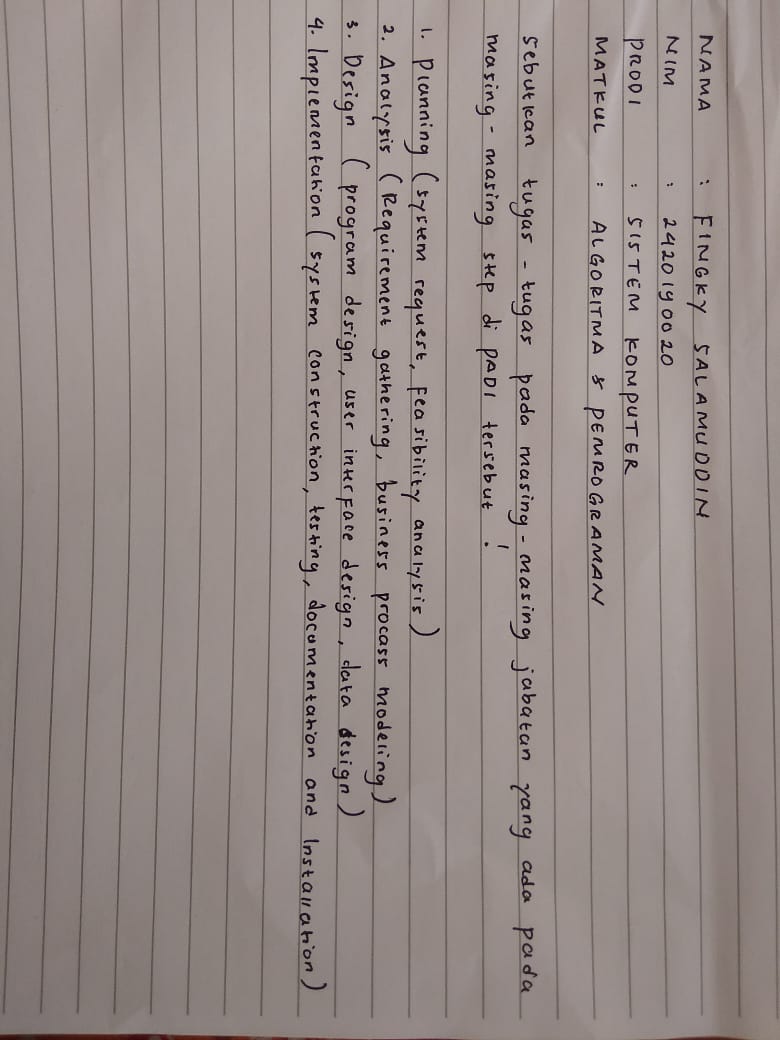 NAMA : FINGKY SALAMUDDIN
NIM : 2420190020
PRODI : SISTEM KOMPUTER
MATKUL : ALGORITMA & PEMROGRAMAN
Sebutkan tugas-tugas pada masing-masing jabatan yang ada pada
masing-masing step di PADI tersebut !
1. Planning (system request, feasibility analysis)
2. Analysis (Requirement gathering, business procass modeling)
3. Design (program design, user interface design, data design)
4. Implementation (system construction, testing, documentation and Installation)